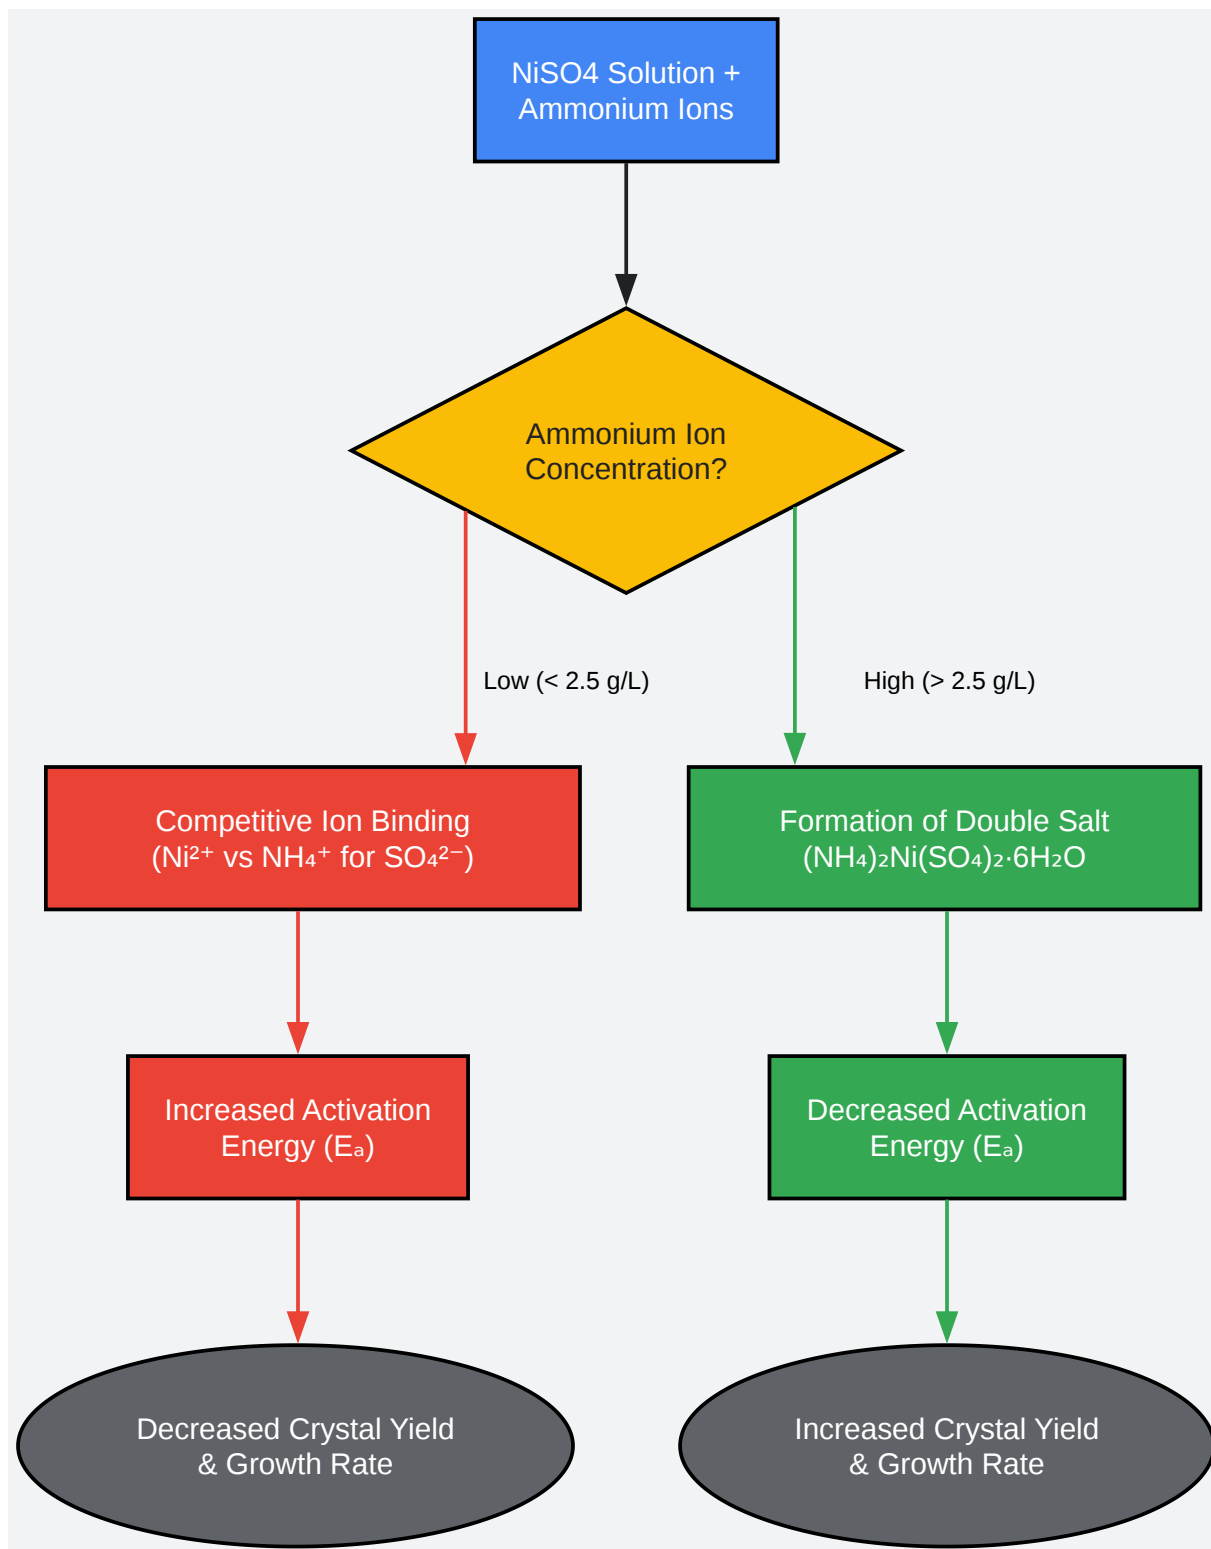 NiSO4 Solution +
Ammonium Ions
Ammonium Ion
Concentration?
Low (< 2.5 g/L)
High (> 2.5 g/L)
Competitive Ion Binding
(Ni²⁺ vs NH₄⁺ for SO₄²⁻)
Formation of Double Salt
(NH₄)₂Ni(SO₄)₂·6H₂O
Increased Activation
Energy (Eₐ)
Decreased Activation
Energy (Eₐ)
Decreased Crystal Yield
& Growth Rate
Increased Crystal Yield
& Growth Rate